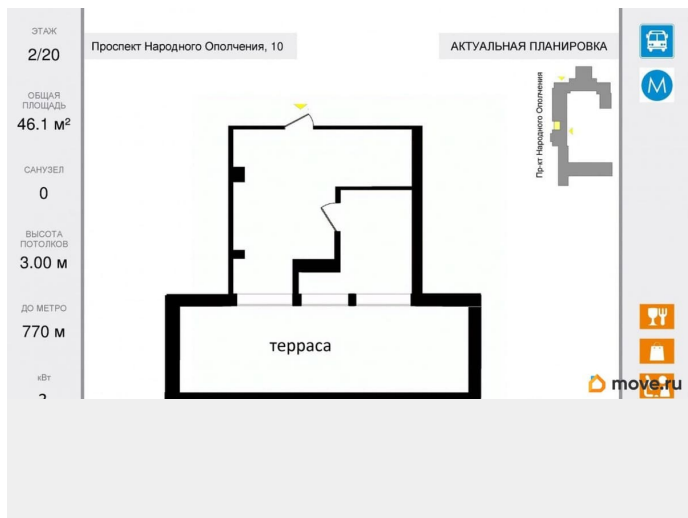 ЭТАЖ
2/20
ОБЩАЯ
ПЛОЩАДЬ
46.1 м²
САНУЗЕЛ
0
ВЫСОТА
ПОТОЛКОВ
3.00 м
ДО МЕТРО
770 м
кВт
Проспект Народного Ополчения, 10
АКТУАЛЬНАЯ ПЛАНИРОВКА
Пр-кт Народного Ополчения
М
терраса
move.ru